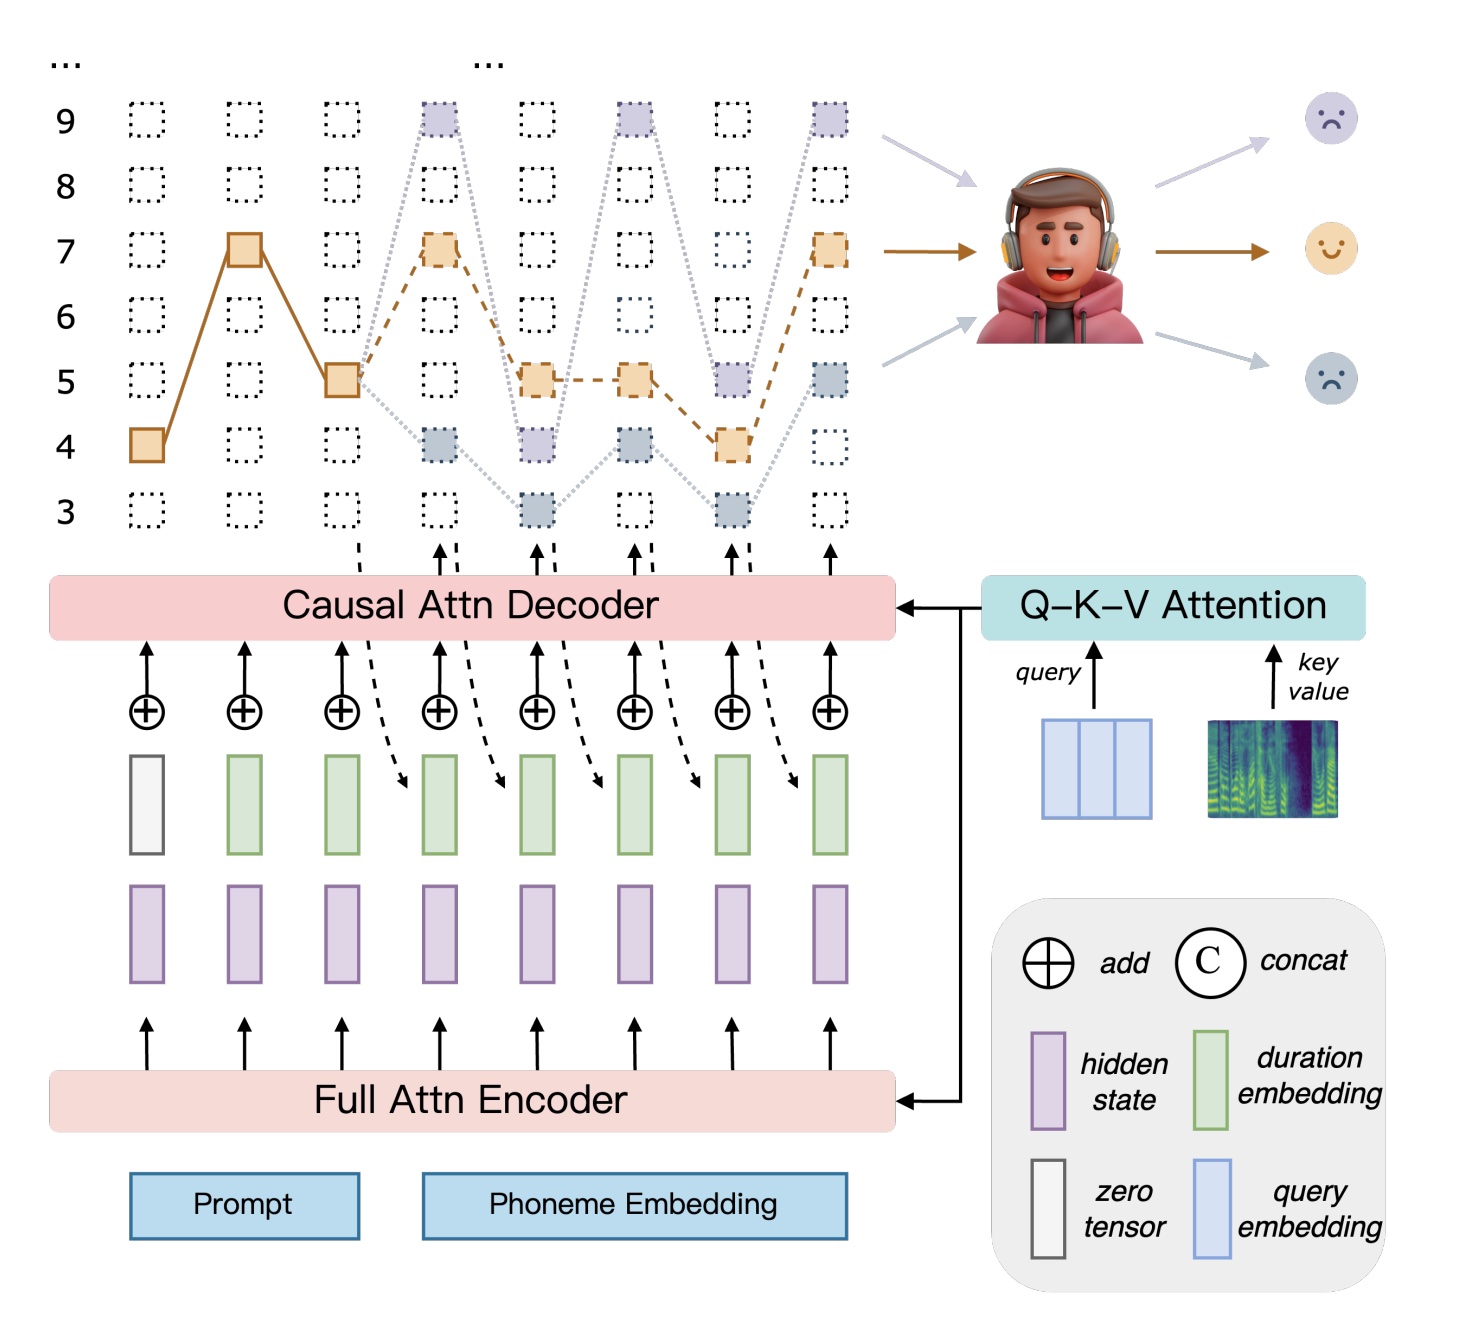 ... ...
9
8
7
6
5
4
3
Causal Attn Decoder
Q–K–V Attention
query
key
value
Full Attn Encoder
Prompt
Phoneme Embedding
add
C
concat
hidden
state
duration
embedding
zero
tensor
query
embedding